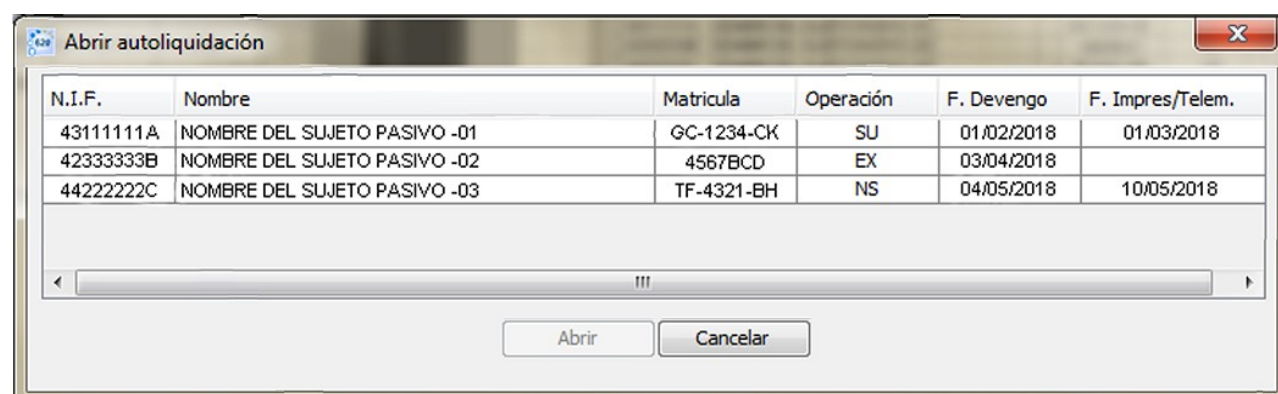 620 Abrir autoliquidación
N.I.F. Nombre Matricula Operación F. Devengo F. Impres/Telem.
43111111A NOMBRE DEL SUJETO PASIVO -01 GC-1234-CK SU 01/02/2018 01/03/2018
42333333B NOMBRE DEL SUJETO PASIVO -02 4567BCD EX 03/04/2018
44222222C NOMBRE DEL SUJETO PASIVO -03 TF-4321-BH NS 04/05/2018 10/05/2018
Abrir Cancelar